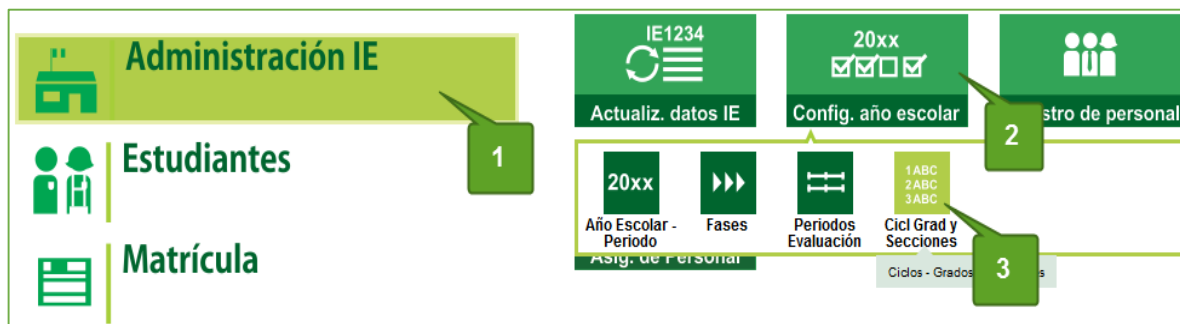 Administración IE
Estudiantes
Matrícula
1
IE1234
Actualiz. datos IE
20xx
Config. año escolar
2
stro de personal
20xx
Año Escolar -
Periodo
Fases
Periodos
Evaluación
1ABC
2ABC
3ABC
Cicl Grad y
Secciones
Asig. de Personal
Ciclos - Grados
3